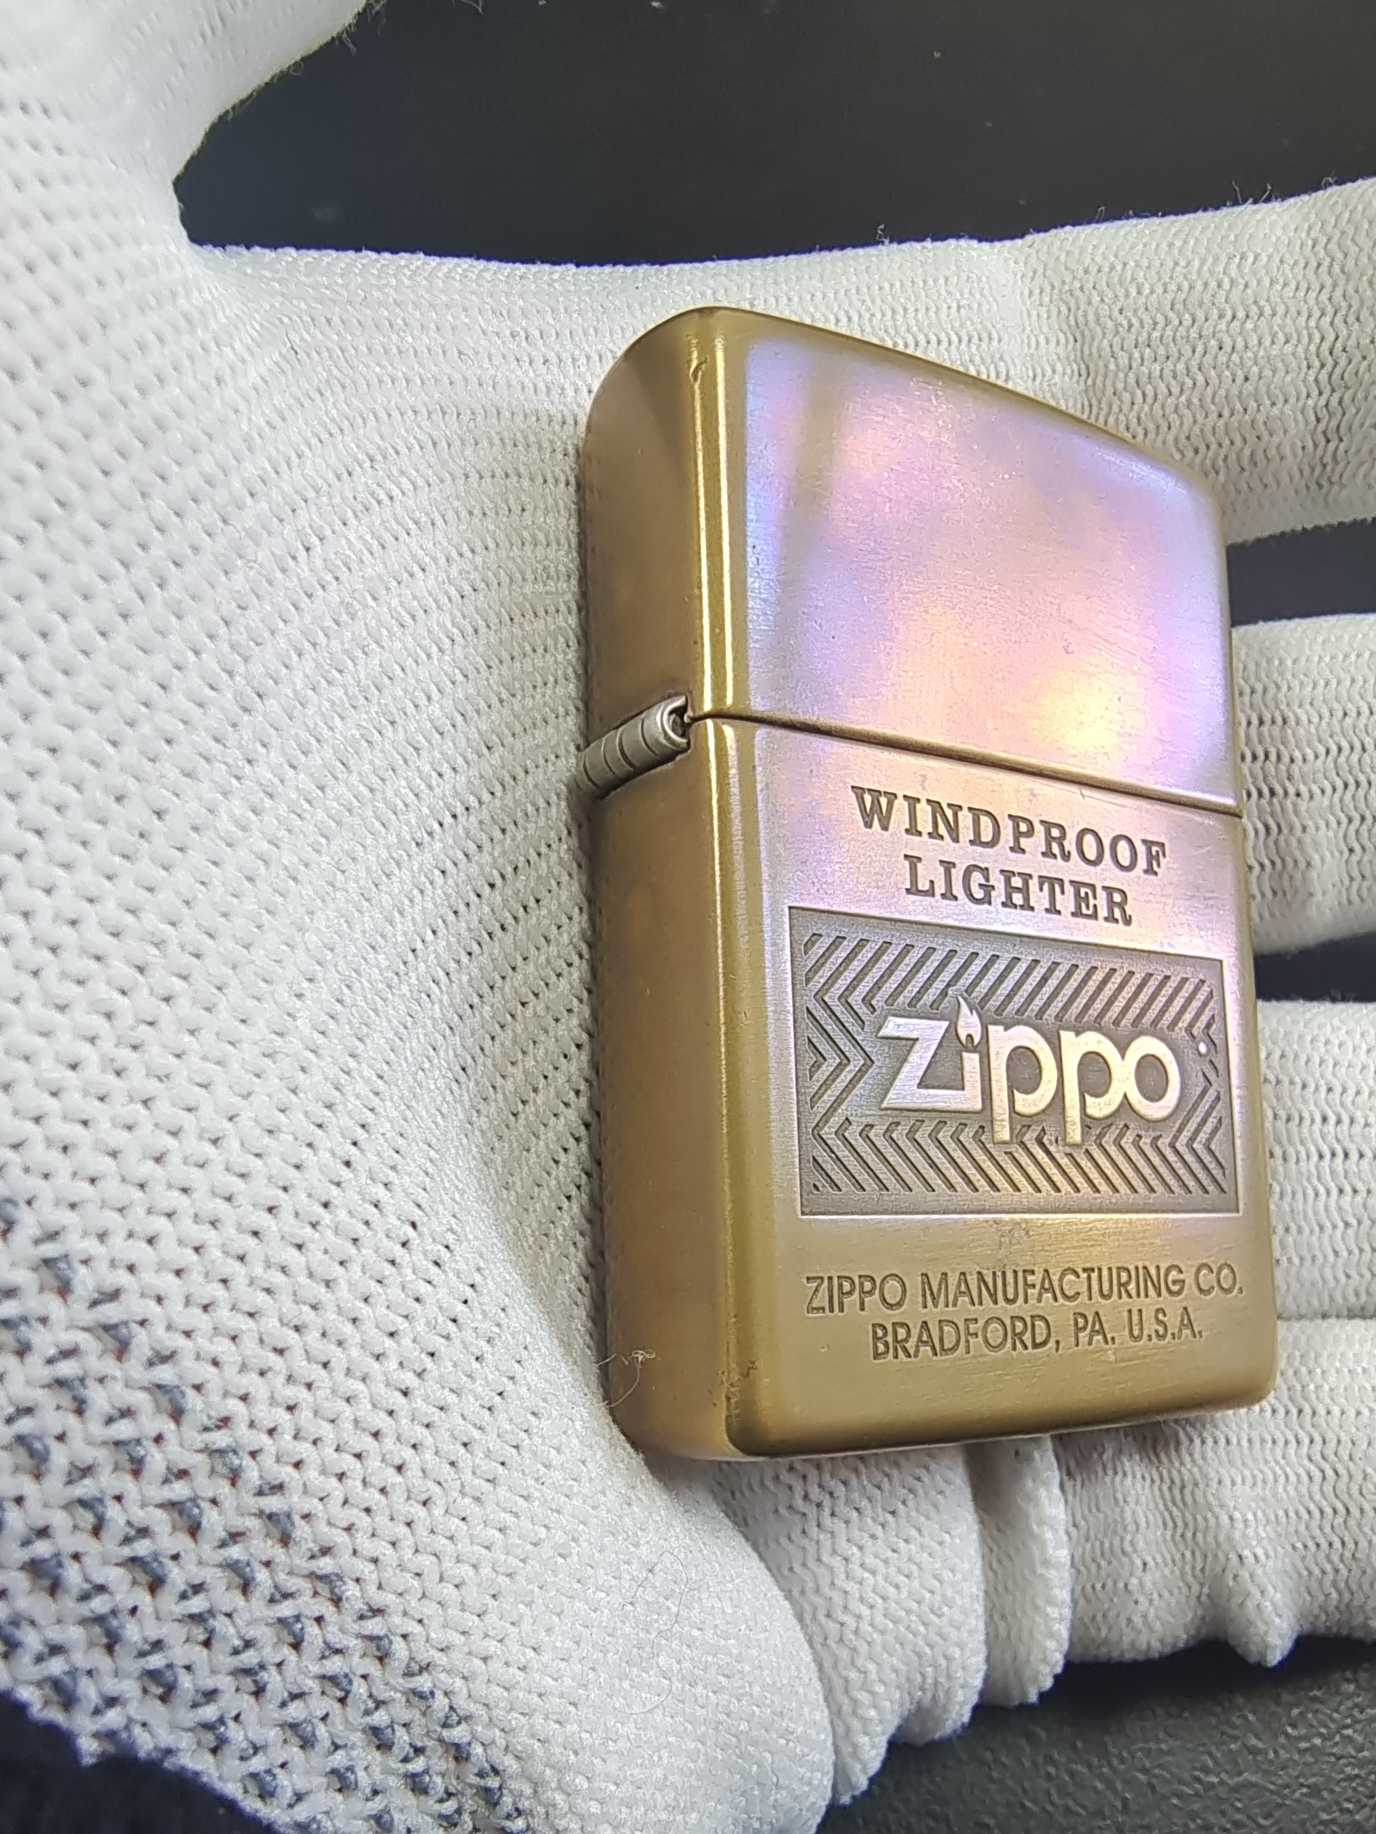 WINDPROOF
LIGHTER
zippo
ZIPPO MANUFACTURING CO.
BRADFORD, PA. U.S.A.